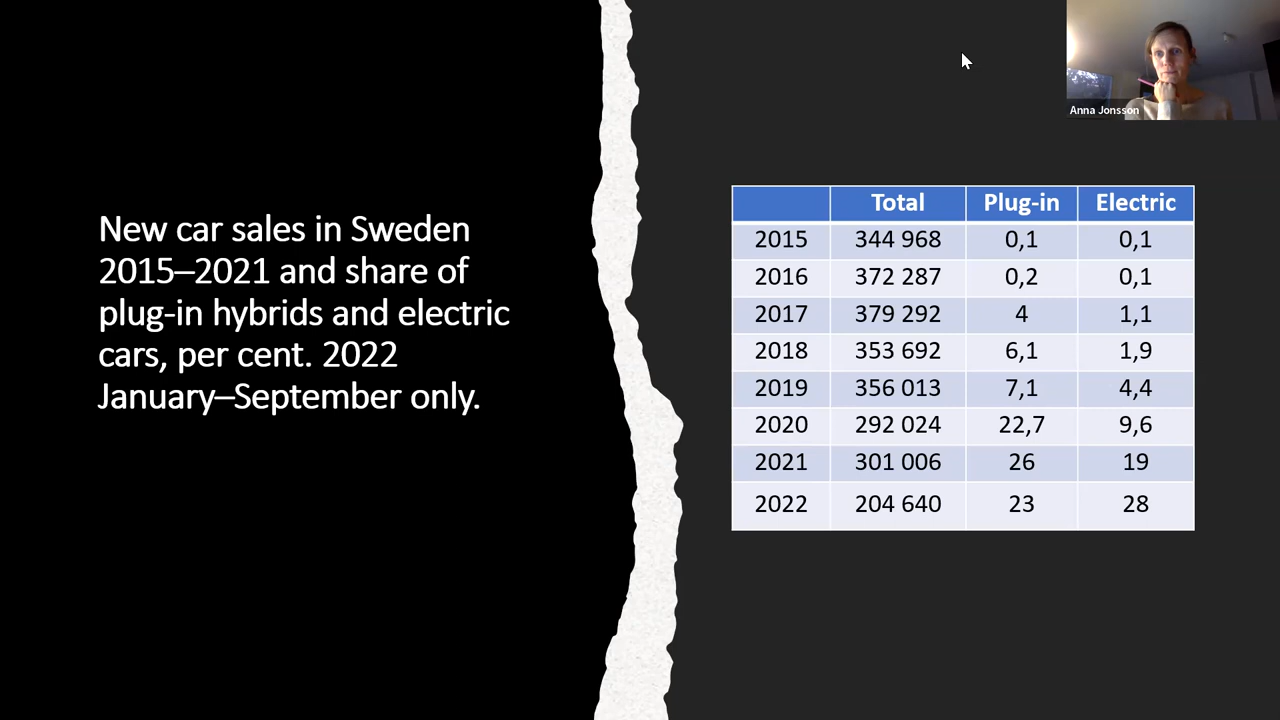 Anna Jonsson
New car sales in Sweden
2015–2021 and share of
plug-in hybrids and electric
cars, per cent. 2022
January–September only.
Total Plug-in Electric
2015 344 968 0,1 0,1
2016 372 287 0,2 0,1
2017 379 292 4 1,1
2018 353 692 6,1 1,9
2019 356 013 7,1 4,4
2020 292 024 22,7 9,6
2021 301 006 26 19
2022 204 640 23 28